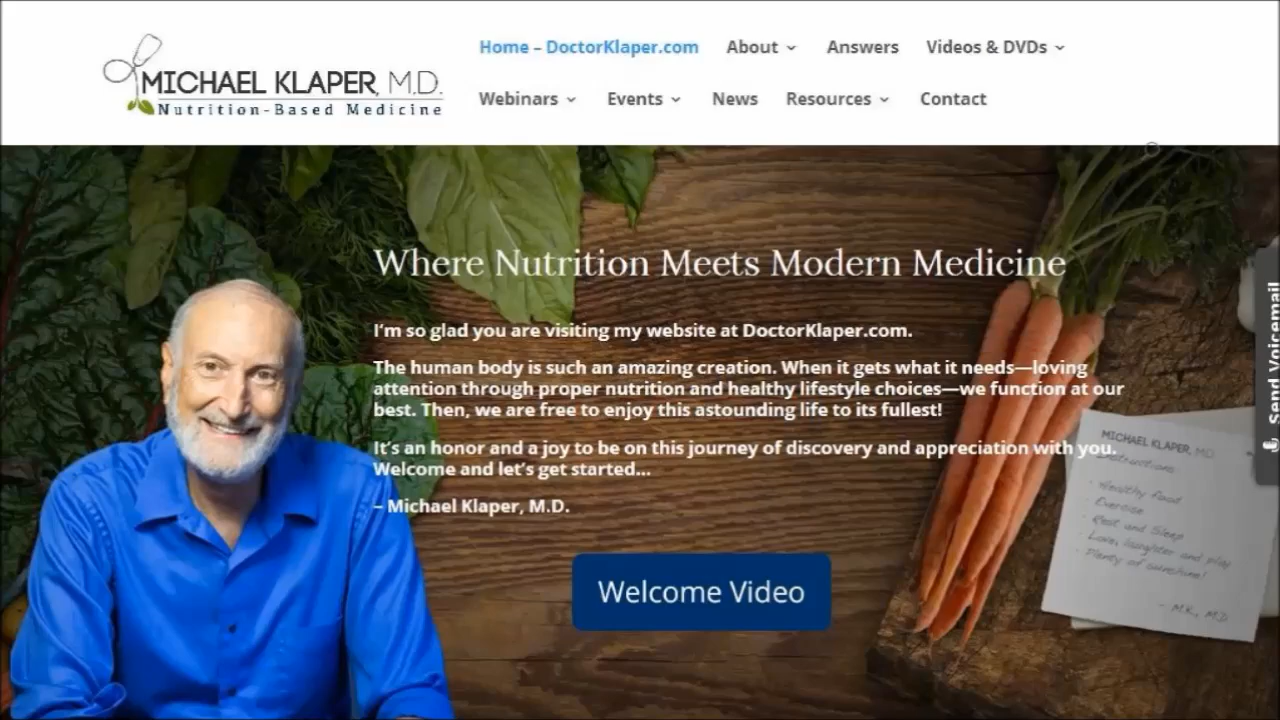 MICHAEL KLAPER, M.D.
Nutrition-Based Medicine
Home – DoctorKlaper.com About Answers Videos & DVDs
Webinars Events News Resources Contact
Where Nutrition Meets Modern Medicine
I'm so glad you are visiting my website at DoctorKlaper.com.
The human body is such an amazing creation. When it gets what it needs—loving
attention through proper nutrition and healthy lifestyle choices—we function at our
best. Then, we are free to enjoy this astounding life to its fullest!
It's an honor and a joy to be on this journey of discovery and appreciation with you.
Welcome and let's get started...
– Michael Klaper, M.D.
Welcome Video
Send Voicemail
MICHAEL KLAPER, M.D.
Instructions
Healthy food
Exercise
Rest and Sleep
Love, laughter and play
Plenty of sunshine!
– M.K., M.D.